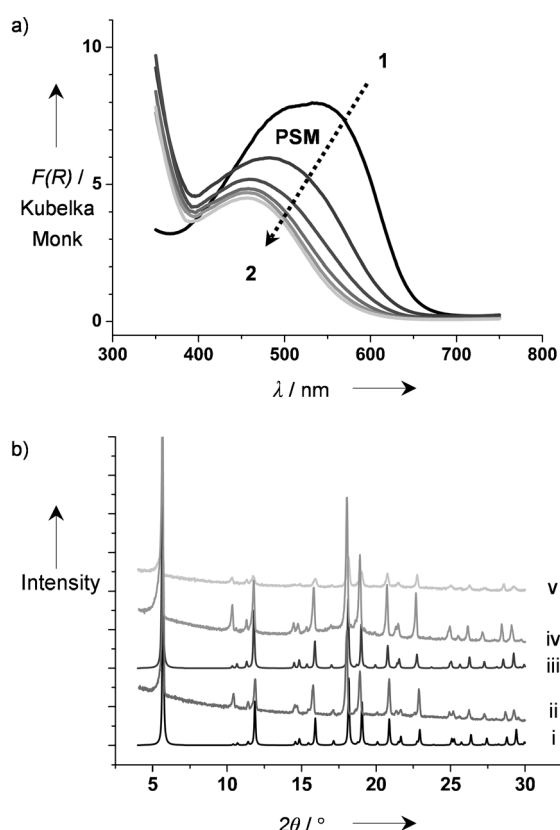 a)
10
5
0
F(R) /
Kubelka
Monk
PSM
1
2
300 400 500 600 700 800
λ / nm
b)
Intensity
v
iv
iii
ii
i
5 10 15 20 25 30
2θ / °